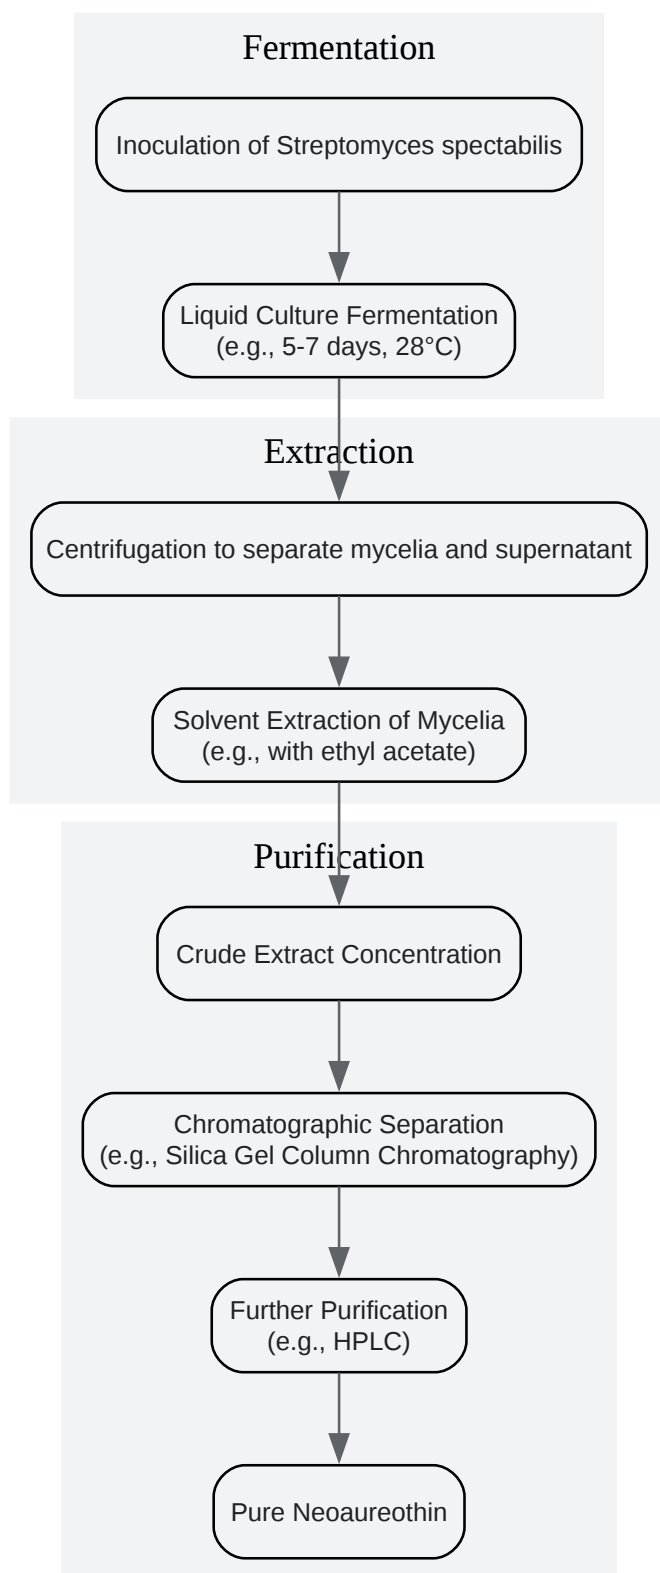 Fermentation
Inoculation of Streptomyces spectabilis
Liquid Culture Fermentation
(e.g., 5-7 days, 28°C)
Extraction
Centrifugation to separate mycelia and supernatant
Solvent Extraction of Mycelia
(e.g., with ethyl acetate)
Purification
Crude Extract Concentration
Chromatographic Separation
(e.g., Silica Gel Column Chromatography)
Further Purification
(e.g., HPLC)
Pure Neoaureothin